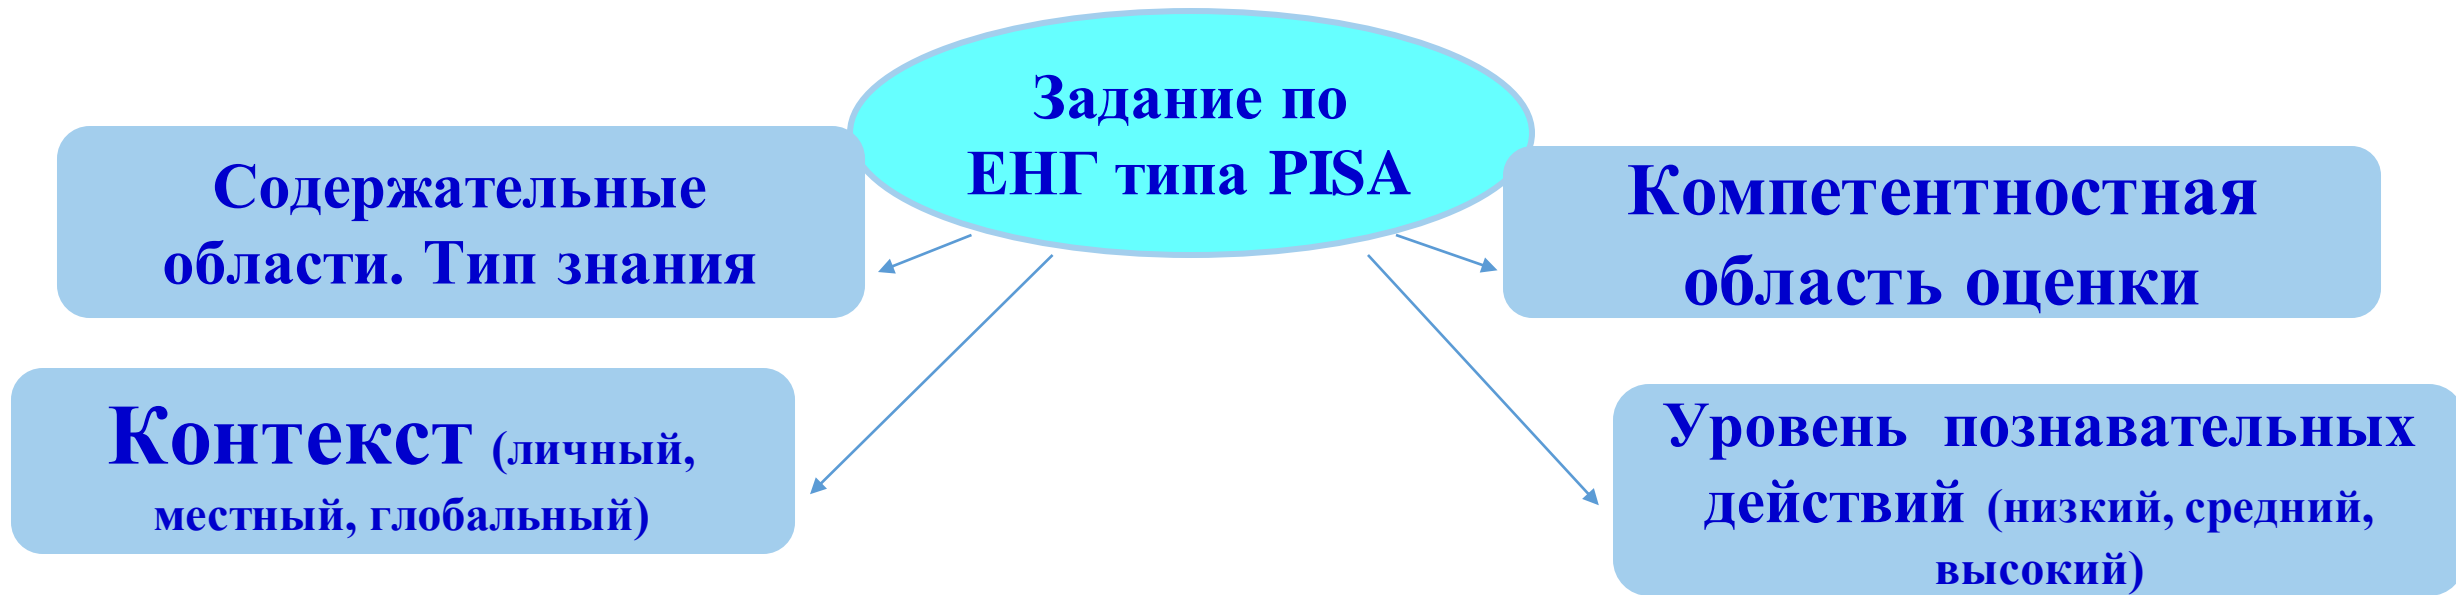 Задание по
ЕНГ типа PISA
Содержательные
области. Тип знания
Компетентностная
область оценки
Контекст (личный,
местный, глобальный)
Уровень познавательных
действий (низкий, средний,
высокий)